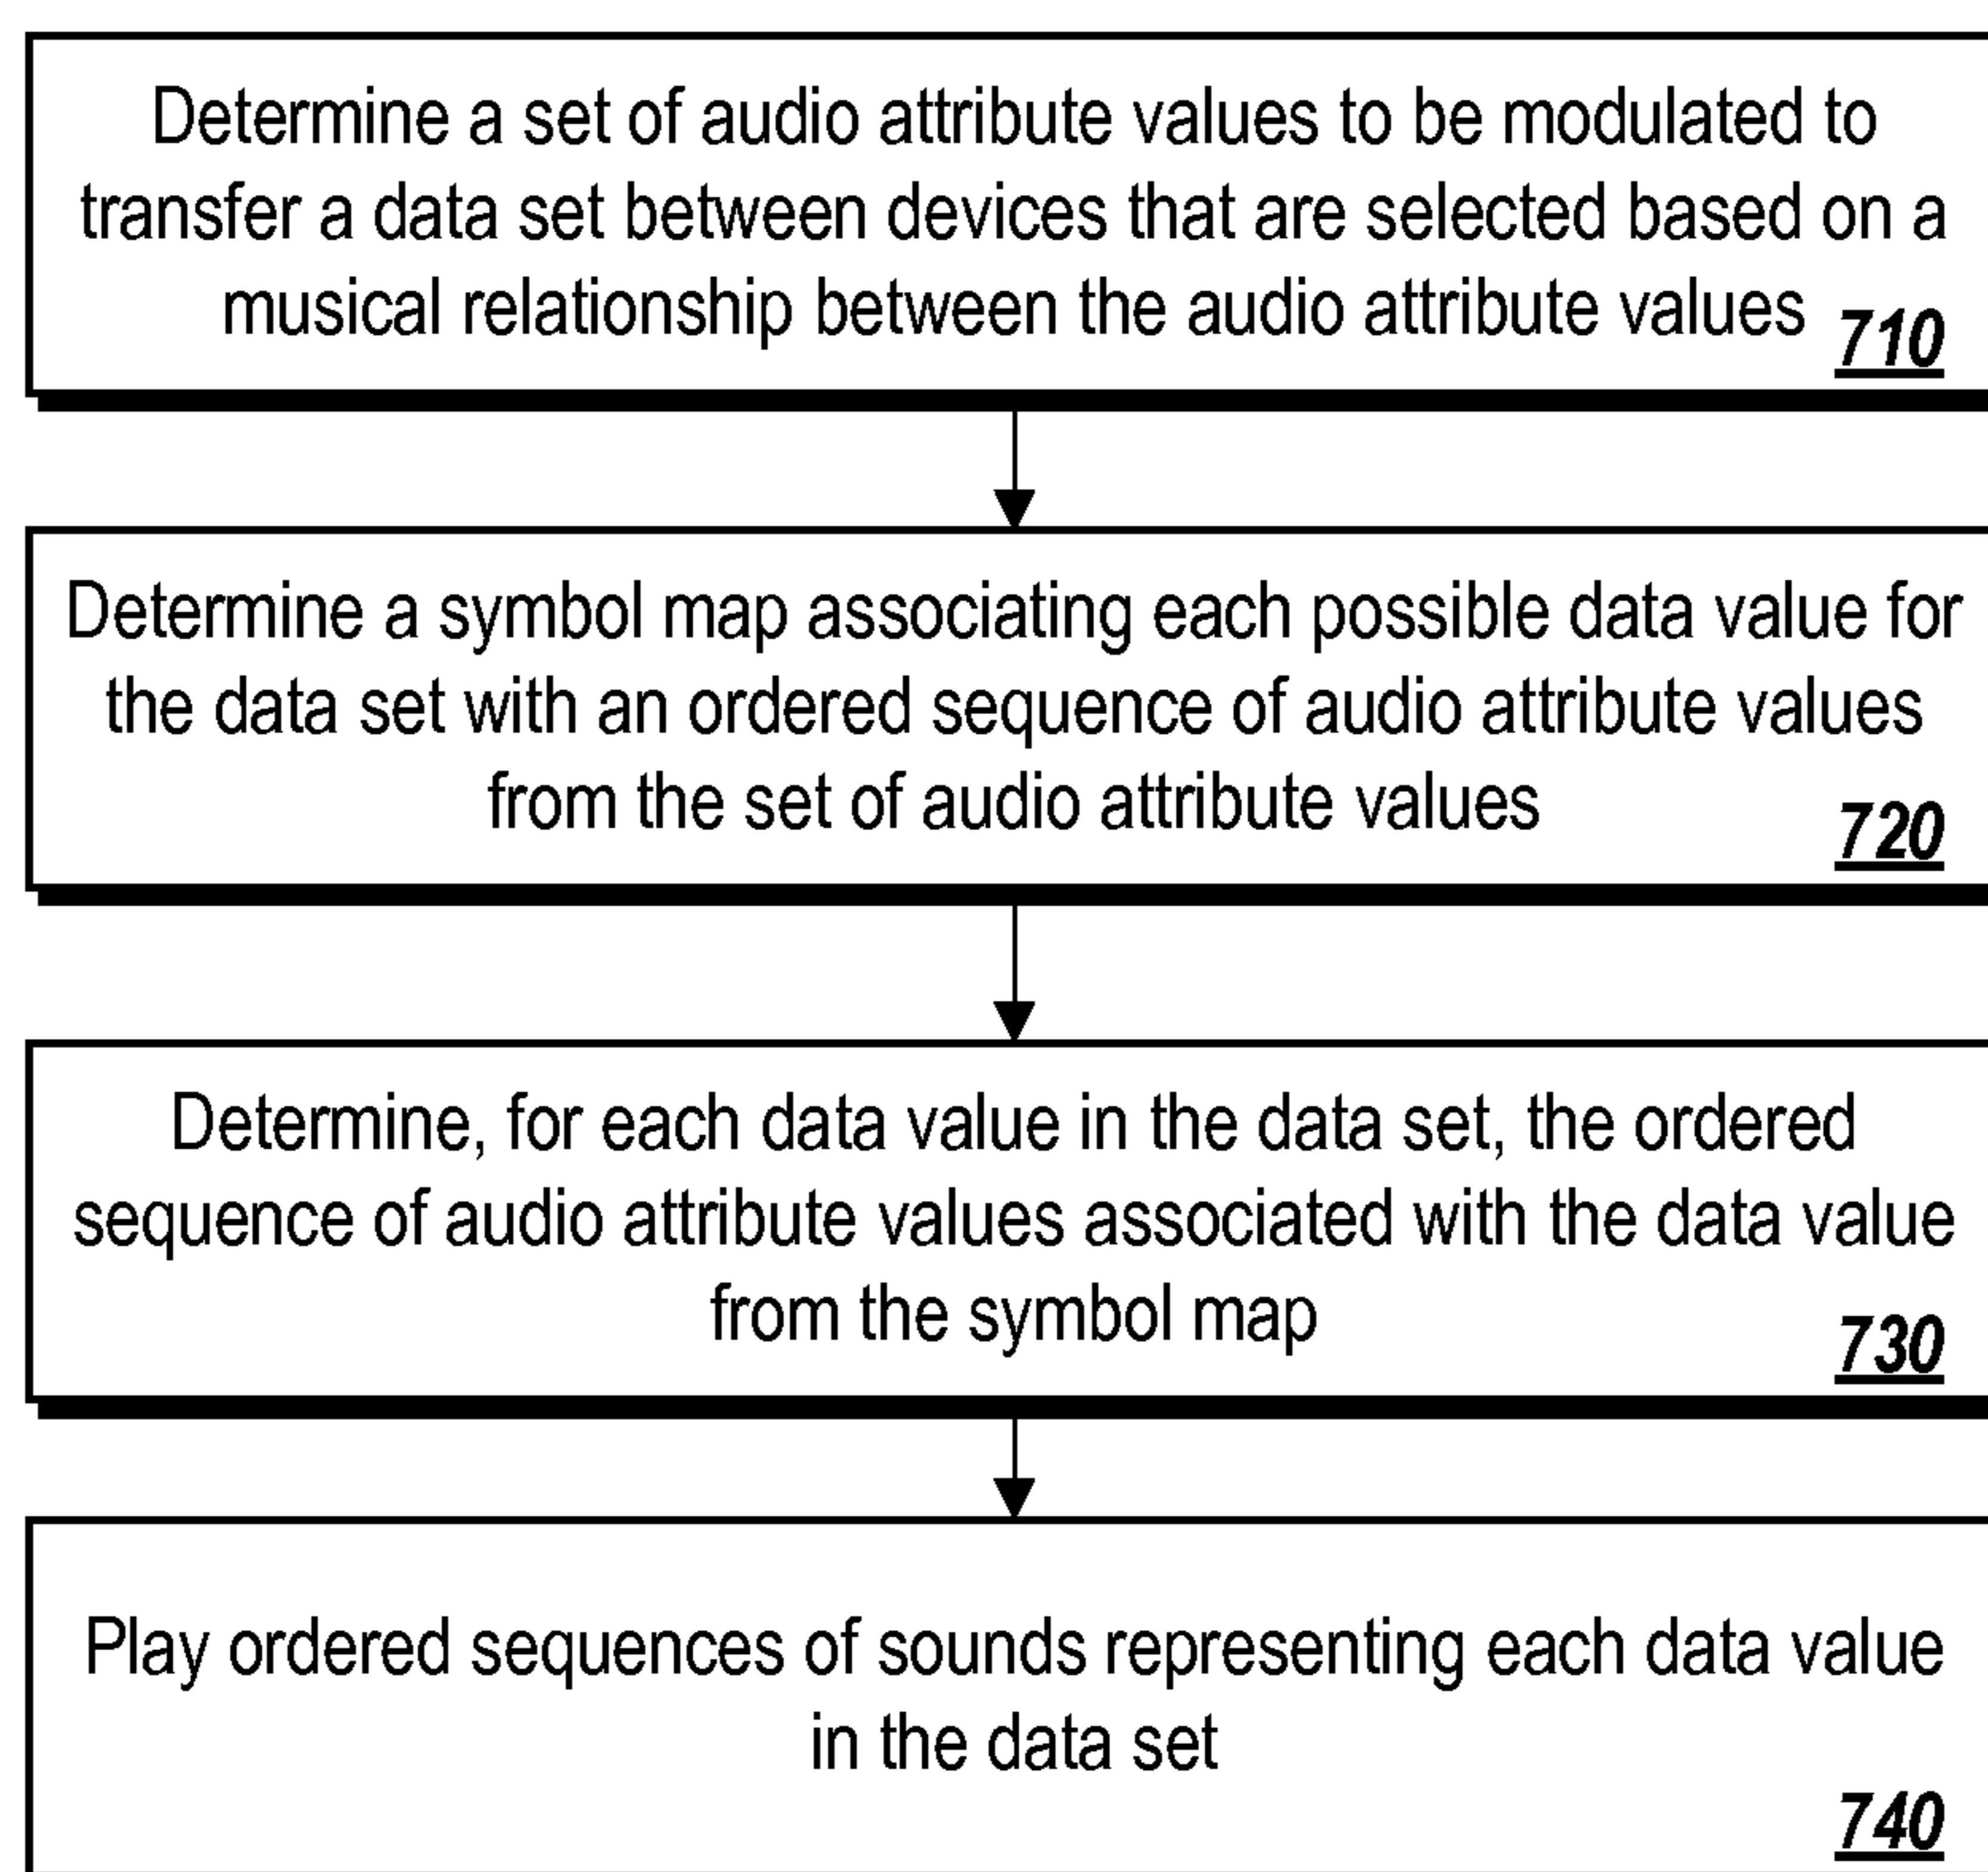 Determine a set of audio attribute values to be modulated to
transfer a data set between devices that are selected based on a
musical relationship between the audio attribute values 710
Determine a symbol map associating each possible data value for
the data set with an ordered sequence of audio attribute values
from the set of audio attribute values
720
Determine, for each data value in the data set, the ordered
sequence of audio attribute values associated with the data value
from the symbol map
730
Play ordered sequences of sounds representing each data value
in the data set
740